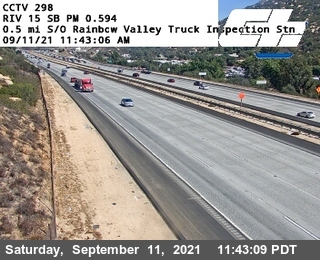 CCTV 298
RIV 15 SB PM 0.594
0.5 mi S/O Rainbcw Valley Truck Inspection Stn
09/11/21 11:43:06 AM
Saturday, September 11, 2021 11:43:09 PDT